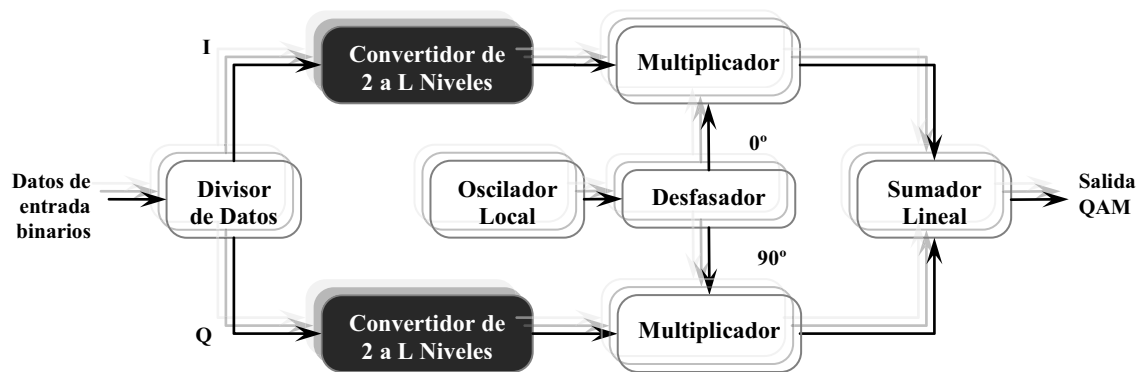 I
Convertidor de
2 a L Niveles
Multiplicador
0º
Datos de
entrada
binarios
Divisor
de Datos
Oscilador
Local
Desfasador
Sumador
Lineal
Salida
QAM
90º
Q
Convertidor de
2 a L Niveles
Multiplicador